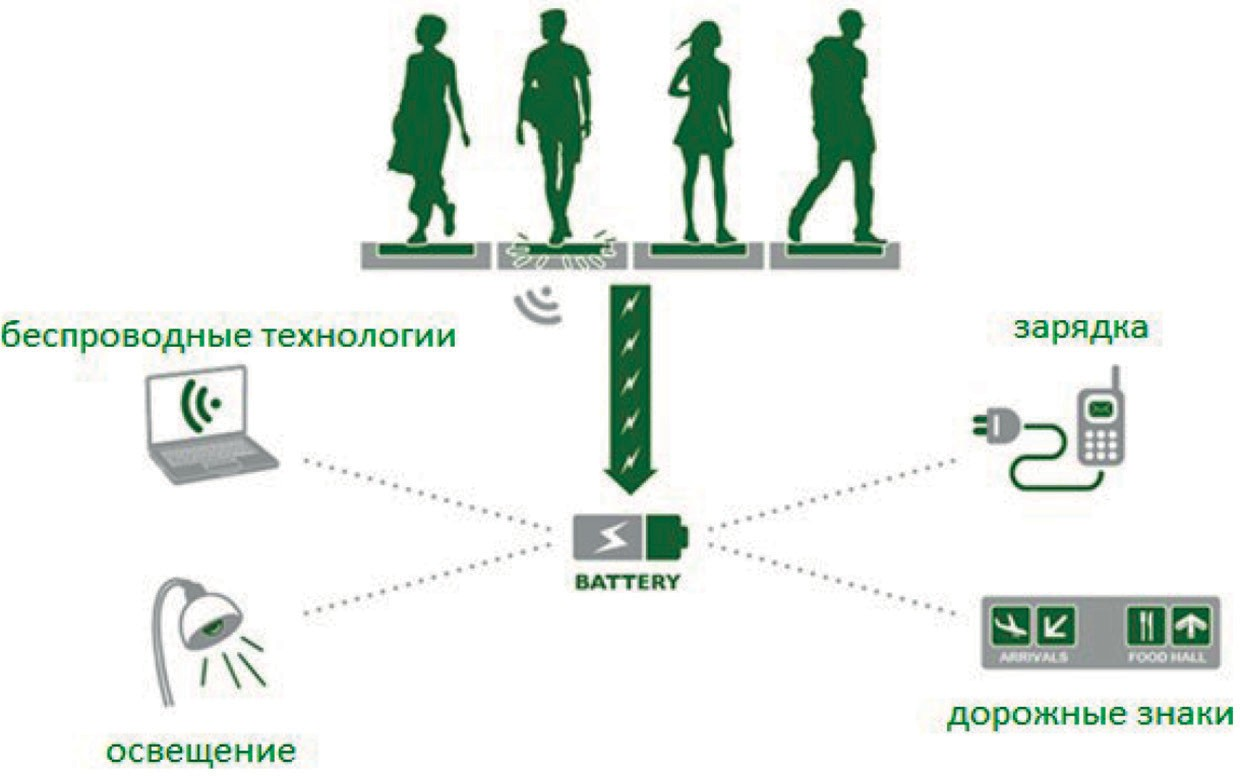 беспроводные технологии
зарядка
BATTERY
ARRIVALS
FOOD HALL
дорожные знаки
освещение